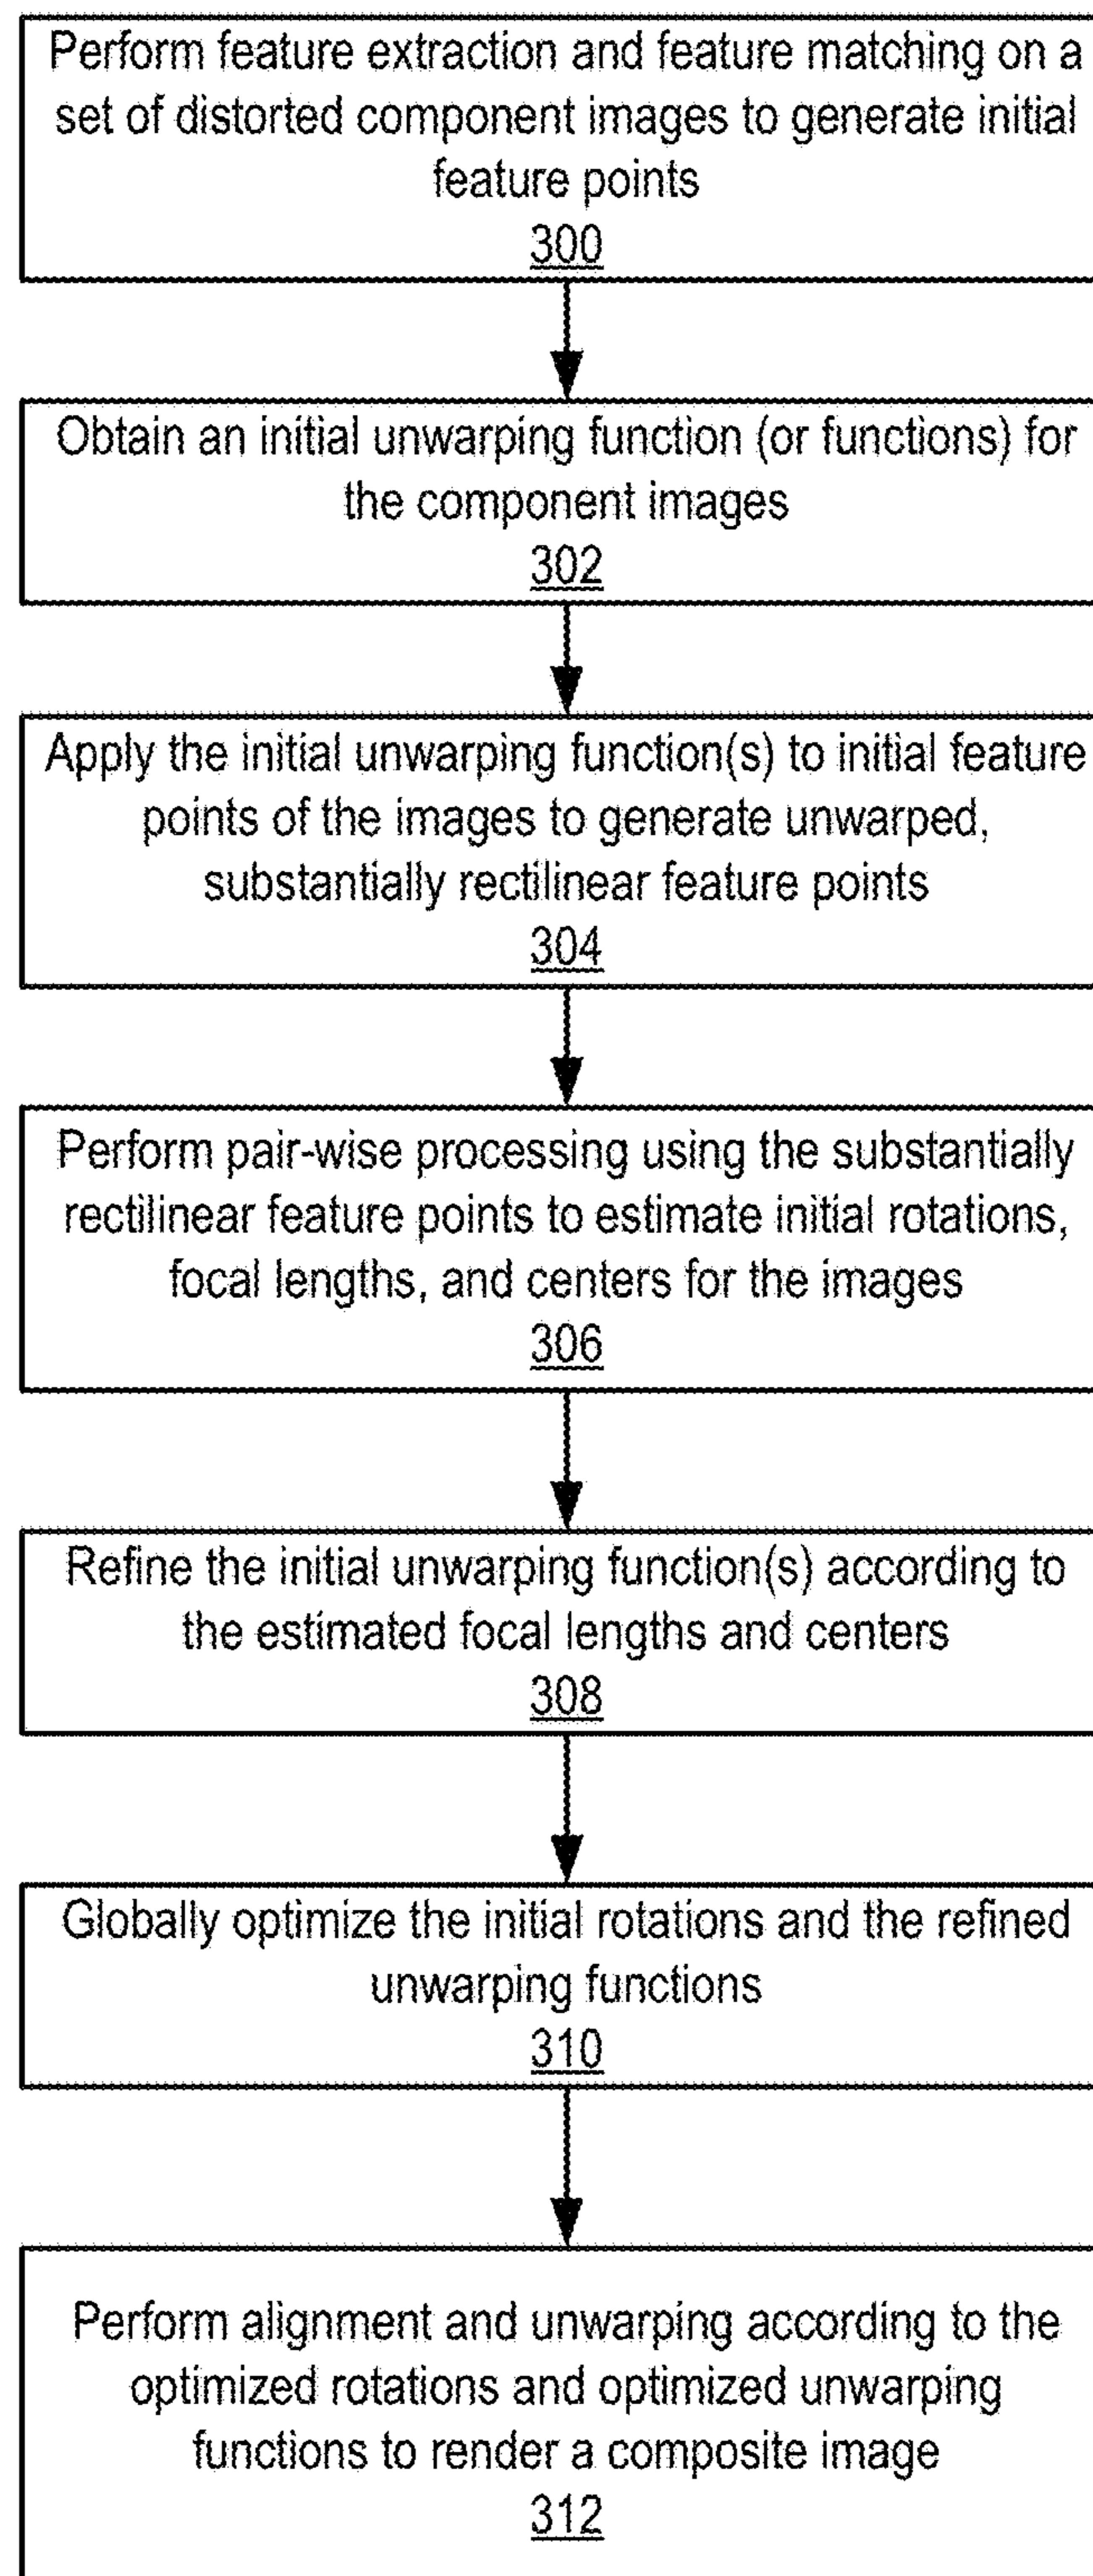 Perform feature extraction and feature matching on a
set of distorted component images to generate initial
feature points
300
Obtain an initial unwarping function (or functions) for
the component images
302
Apply the initial unwarping function(s) to initial feature
points of the images to generate unwarped,
substantially rectilinear feature points
304
Perform pair-wise processing using the substantially
rectilinear feature points to estimate initial rotations,
focal lengths, and centers for the images
306
Refine the initial unwarping function(s) according to
the estimated focal lengths and centers
308
Globally optimize the initial rotations and the refined
unwarping functions
310
Perform alignment and unwarping according to the
optimized rotations and optimized unwarping
functions to render a composite image
312